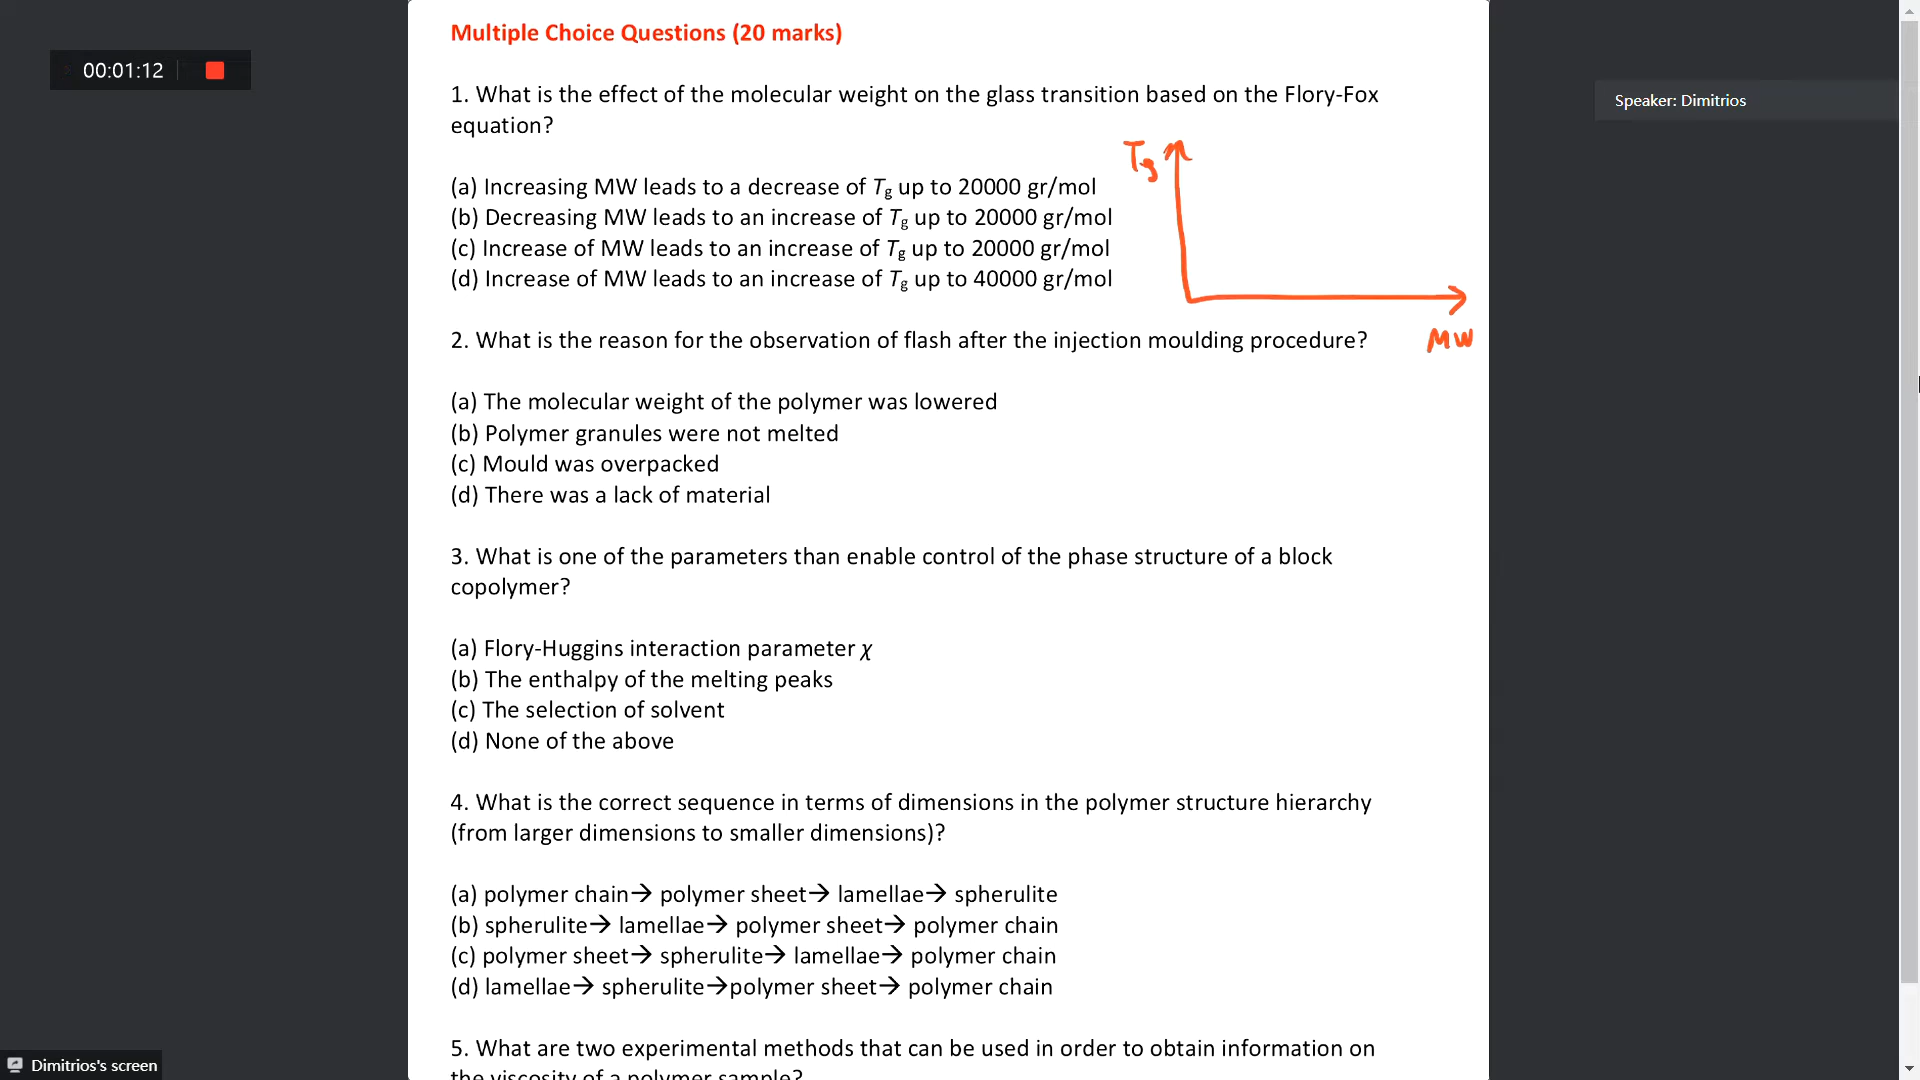 Multiple Choice Questions (20 marks)
00:01:12
1. What is the effect of the molecular weight on the glass transition based on the Flory-Fox
equation?
Speaker: Dimitrios
Tg
(a) Increasing MW leads to a decrease of Tg up to 20000 gr/mol
(b) Decreasing MW leads to an increase of Tg up to 20000 gr/mol
(c) Increase of MW leads to an increase of Tg up to 20000 gr/mol
(d) Increase of MW leads to an increase of Tg up to 40000 gr/mol
MW
2. What is the reason for the observation of flash after the injection moulding procedure?
(a) The molecular weight of the polymer was lowered
(b) Polymer granules were not melted
(c) Mould was overpacked
(d) There was a lack of material
3. What is one of the parameters than enable control of the phase structure of a block
copolymer?
(a) Flory-Huggins interaction parameter χ
(b) The enthalpy of the melting peaks
(c) The selection of solvent
(d) None of the above
4. What is the correct sequence in terms of dimensions in the polymer structure hierarchy
(from larger dimensions to smaller dimensions)?
(a) polymer chain→ polymer sheet→ lamellae→ spherulite
(b) spherulite→ lamellae→ polymer sheet→ polymer chain
(c) polymer sheet→ spherulite→ lamellae→ polymer chain
(d) lamellae→ spherulite→polymer sheet→ polymer chain
5. What are two experimental methods that can be used in order to obtain information on
the viscosity of a polymer sample?
Dimitrios's screen